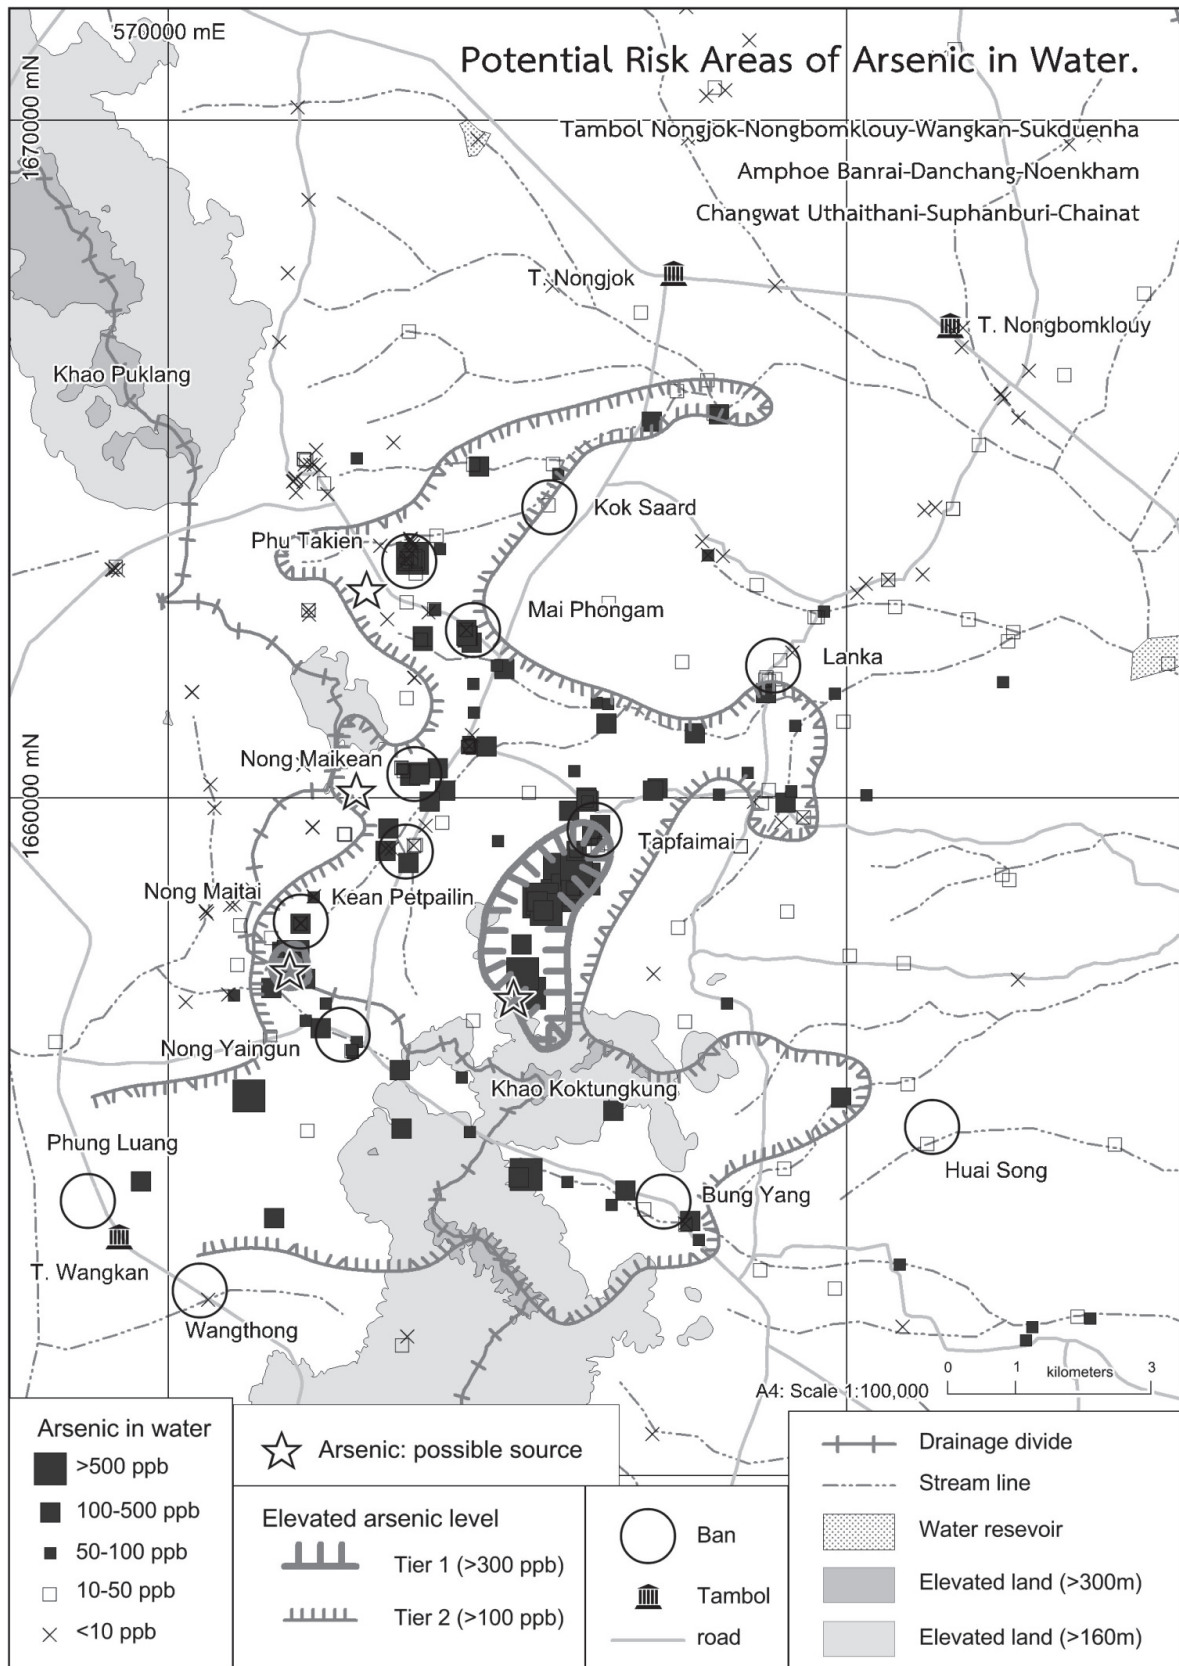 570000 mE
1670000 mN
Potential Risk Areas of Arsenic in Water.
Tambol Nongjok-Nongbomklouy-Wangkan-Sukduenha
Amphoe Banrai-Danchang-Noenkham
Changwat Uthaithani-Suphanburi-Chainat
T. Nongjok
T. Nongbomklouy
Khao Puklang
Kok Saard
Phu Takien
Mai Phongam
Lanka
1660000 mN
Nong Maikean
Tapfaimai
Nong Maitai
Kean Petpailin
Nong Yaingun
Khao Koktungkung
Phung Luang
Huai Song
Bung Yang
T. Wangkan
Wangthong
0 1 kilometers 3
A4: Scale 1:100,000
Arsenic in water
>500 ppb
100-500 ppb
50-100 ppb
10-50 ppb
<10 ppb
Arsenic: possible source
Elevated arsenic level
Tier 1 (>300 ppb)
Tier 2 (>100 ppb)
Ban
Tambol
road
Drainage divide
Stream line
Water resevoir
Elevated land (>300m)
Elevated land (>160m)